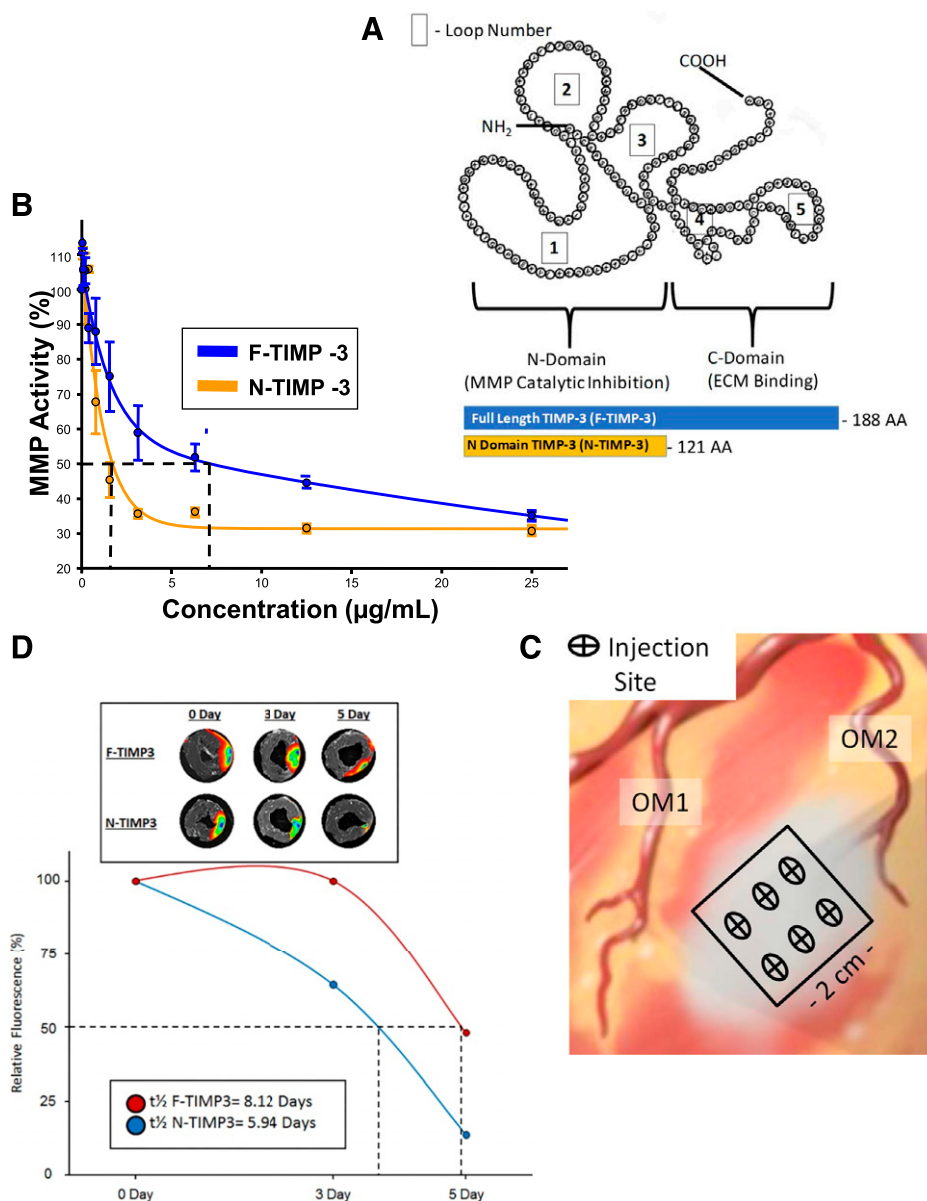 A
- Loop Number
COOH
NH2
2
3
1
4
5
N-Domain
(MMP Catalytic Inhibition)
C-Domain
(ECM Binding)
Full Length TIMP-3 (F-TIMP-3)
- 188 AA
N Domain TIMP-3 (N-TIMP-3)
- 121 AA
B
MMP Activity (%)
110
100
90
80
70
60
50
40
30
20
F-TIMP -3
N-TIMP -3
0
5
10
15
20
25
Concentration (µg/mL)
D
0 Day
3 Day
5 Day
F-TIMP3
N-TIMP3
Relative Fluorescence (%)
100
75
50
25
0
t½ F-TIMP3= 8.12 Days
t½ N-TIMP3= 5.94 Days
0 Day
3 Day
5 Day
C
Injection
Site
OM1
OM2
- 2 cm -